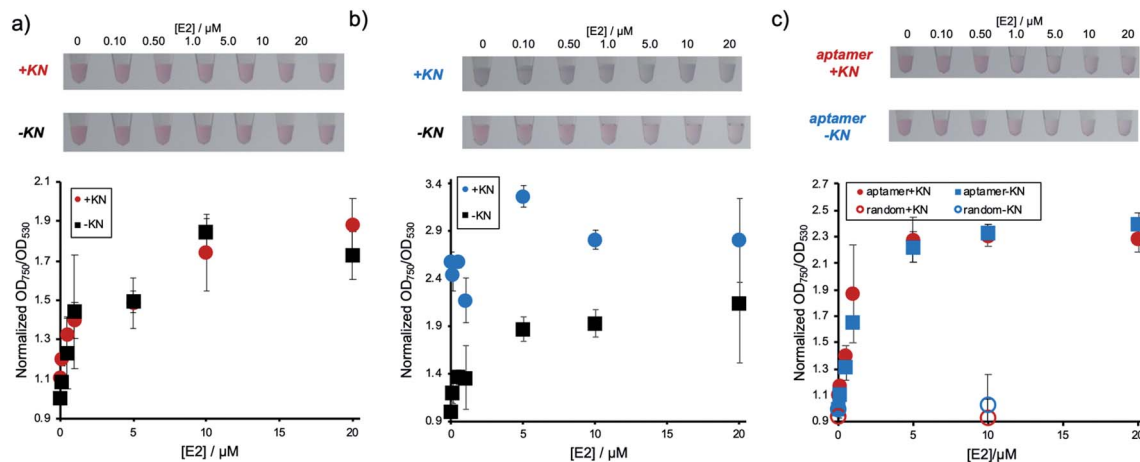 a)
[E2] / µM
0 0.10 0.50 1.0 5.0 10 20
+KN
-KN
2.1
1.9
1.7
1.5
1.3
1.1
0.9
+KN
-KN
Normalized OD750/OD530
0 5 10 15 20
[E2] / µM
b)
[E2] / µM
0 0.10 0.50 1.0 5.0 10 20
+KN
-KN
3.4
2.9
2.4
1.9
1.4
0.9
+KN
-KN
Normalized OD750/OD530
0 5 10 15 20
[E2] / µM
c)
[E2] / µM
0 0.10 0.50 1.0 5.0 10 20
aptamer
+KN
aptamer
-KN
2.7
2.5
2.3
2.1
1.9
1.7
1.5
1.3
1.1
0.9
aptamer+KN aptamer-KN
random+KN random-KN
Normalized OD750/OD530
0 5 10 15 20
[E2]/µM